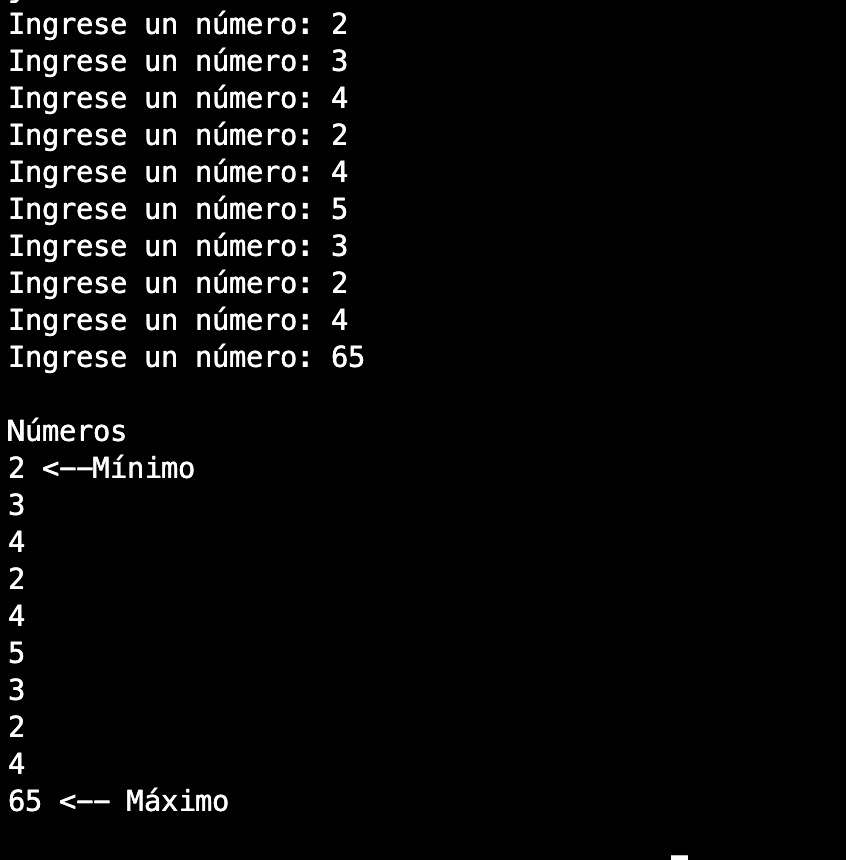 Ingrese un número: 2
Ingrese un número: 3
Ingrese un número: 4
Ingrese un número: 2
Ingrese un número: 4
Ingrese un número: 5
Ingrese un número: 3
Ingrese un número: 2
Ingrese un número: 4
Ingrese un número: 65
Números
2 <--Mínimo
3
4
2
4
5
3
2
4
65 <-- Máximo